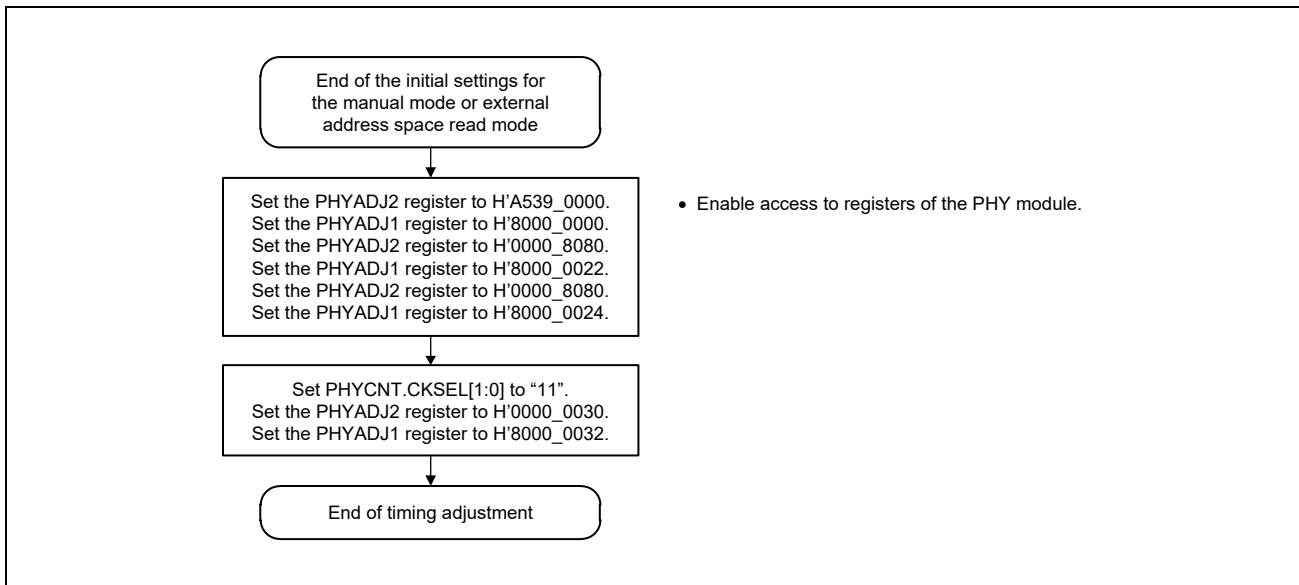 End of the initial settings for
the manual mode or external
address space read mode
Set the PHYADJ2 register to H’A539_0000.
Set the PHYADJ1 register to H’8000_0000.
Set the PHYADJ2 register to H’0000_8080.
Set the PHYADJ1 register to H’8000_0022.
Set the PHYADJ2 register to H’0000_8080.
Set the PHYADJ1 register to H’8000_0024.
• Enable access to registers of the PHY module.
Set PHYCNT.CKSEL[1:0] to “11”.
Set the PHYADJ2 register to H’0000_0030.
Set the PHYADJ1 register to H’8000_0032.
End of timing adjustment